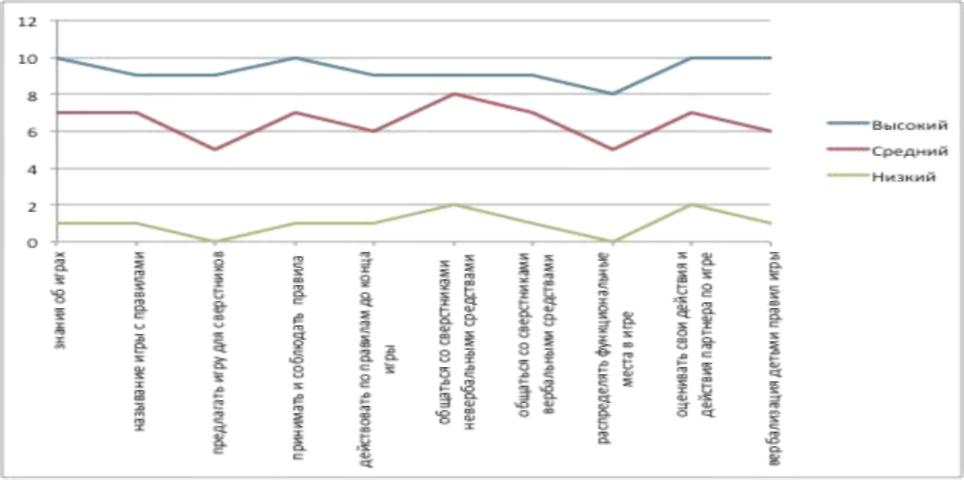 12
10
8
6
4
2
0
знания об играх
называние игры с правилами
предлагать игру для сверстников
принимать и соблюдать правила
действовать по правилам до конца
игры
общаться со сверстниками
невербальными средствами
общаться со сверстниками
вербальными средствами
распределять функциональные
места в игре
оценивать свои действия и
действия партнера по игре
вербализация детьми правил игры
Высокий
Средний
Низкий